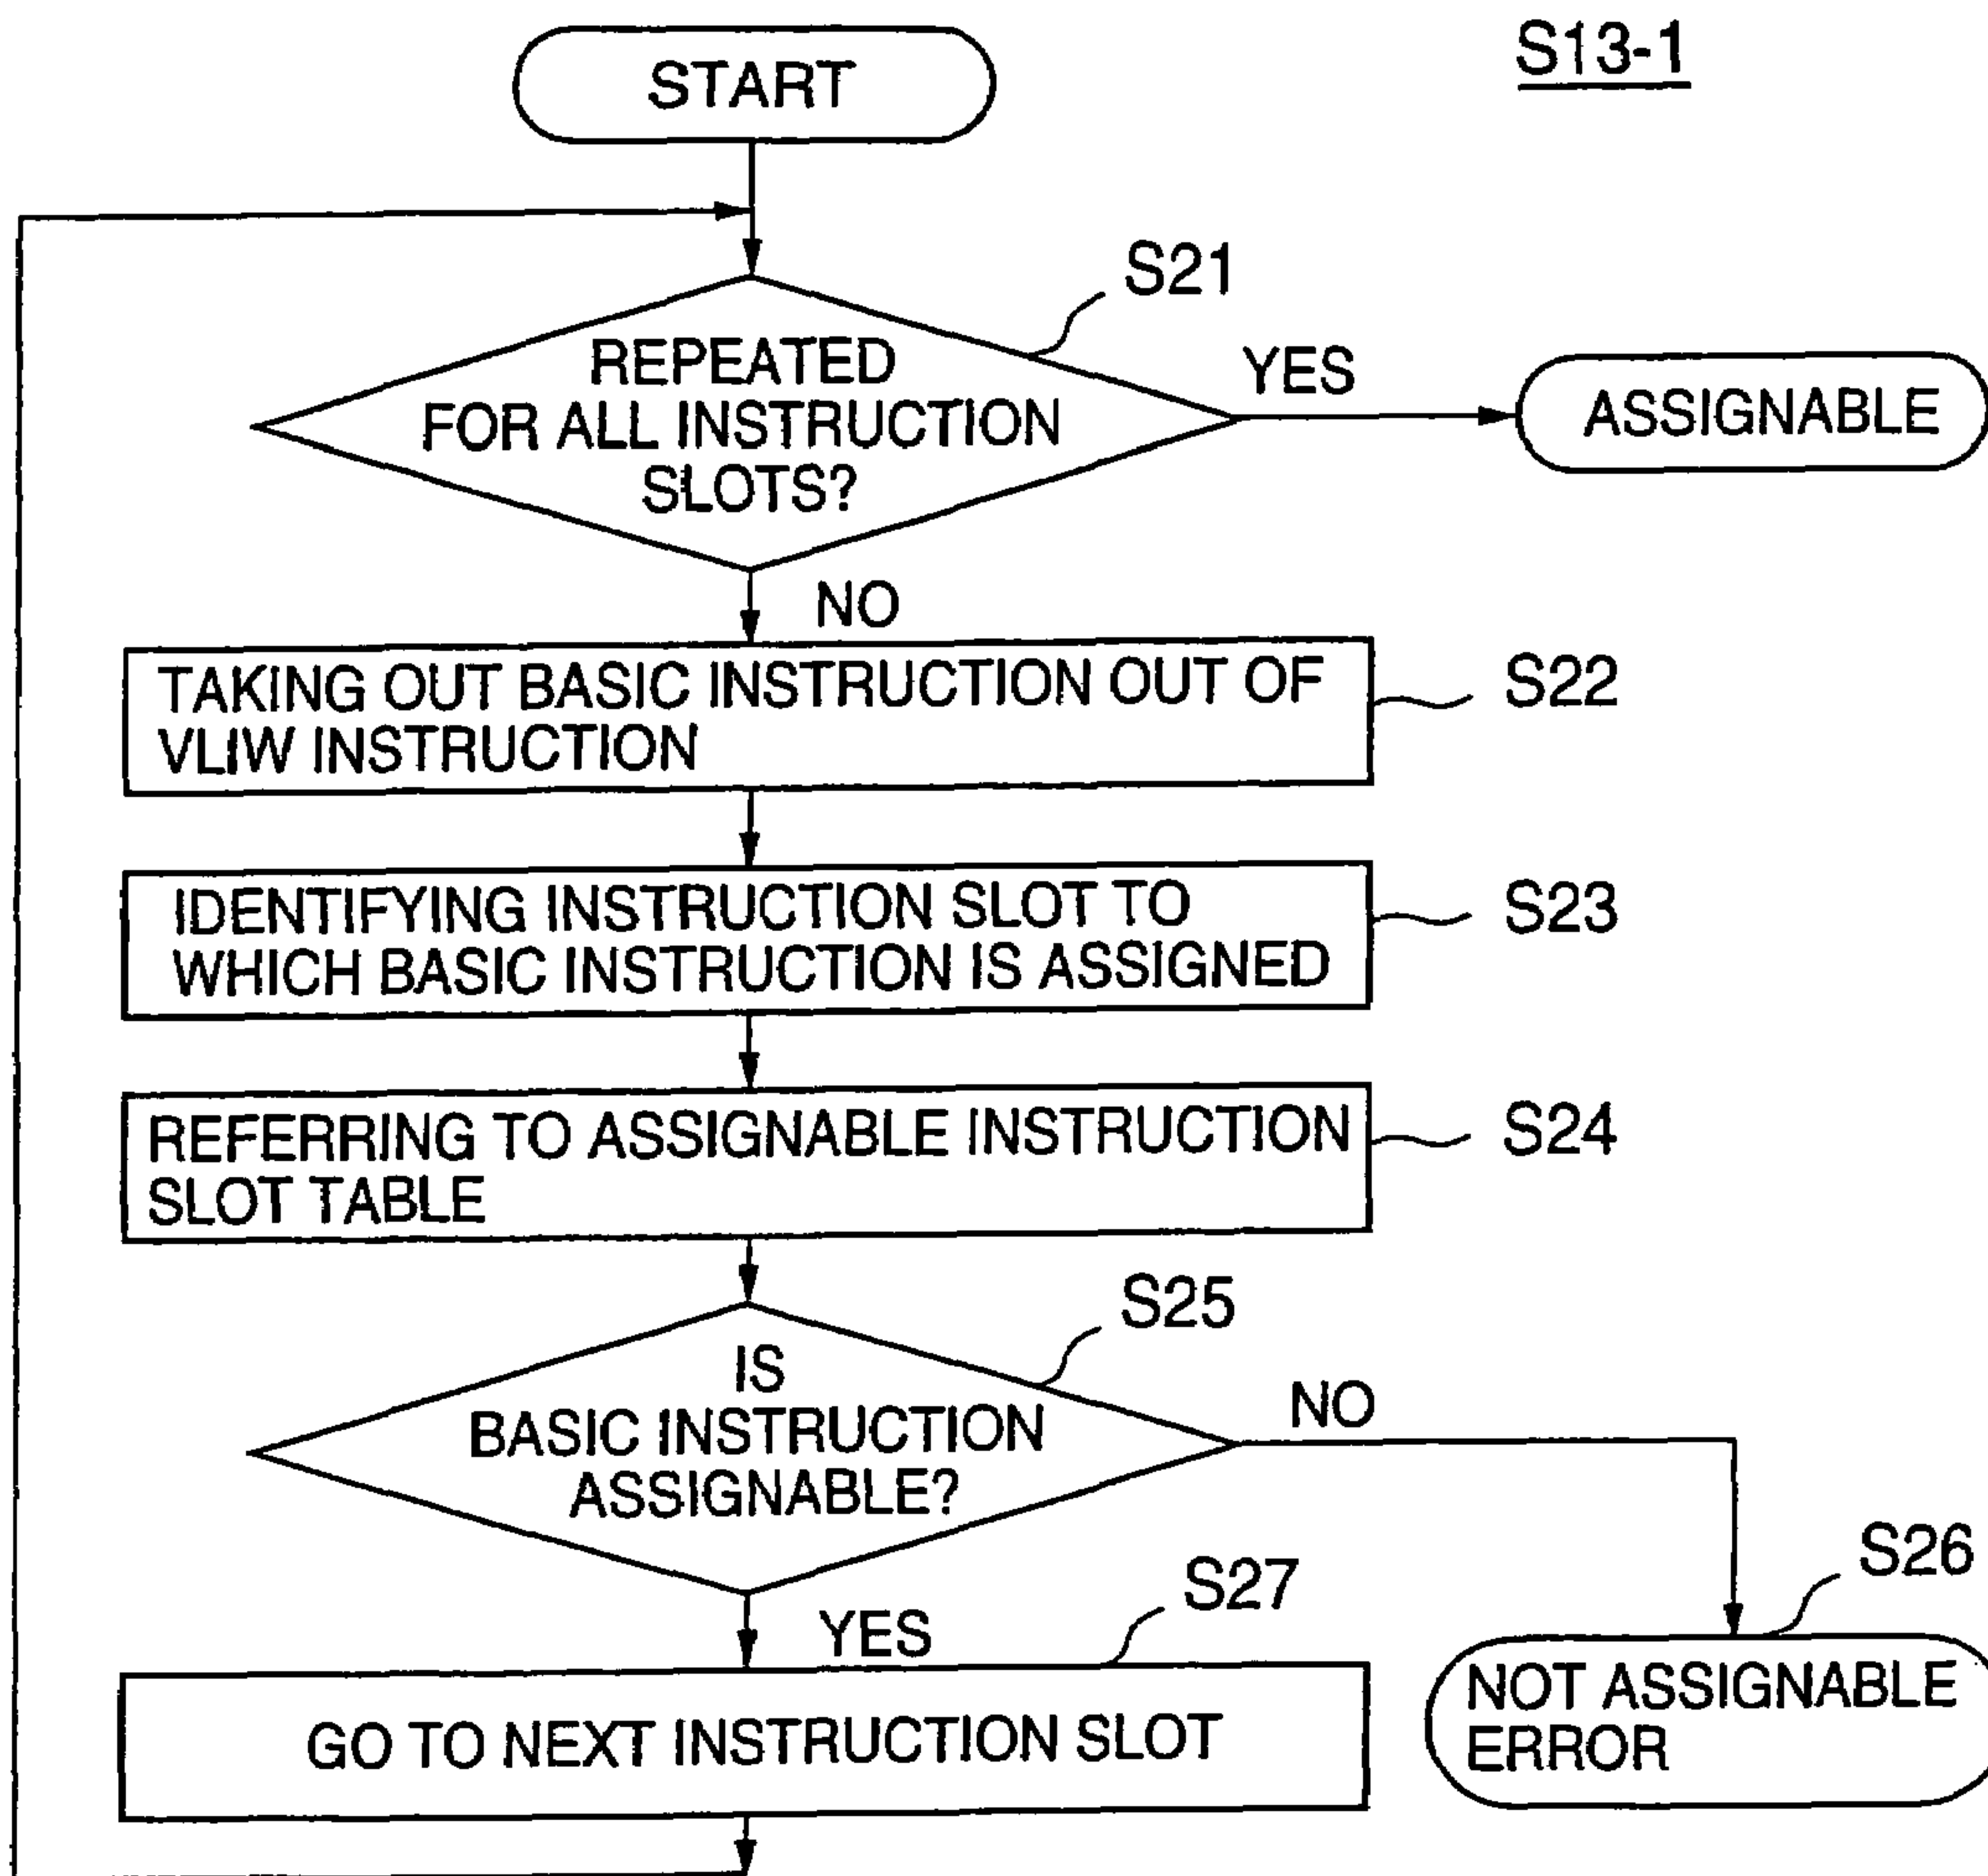 S13-1
START
S21
REPEATED
FOR ALL INSTRUCTION
SLOTS?
YES
ASSIGNABLE
NO
TAKING OUT BASIC INSTRUCTION OUT OF
VLIW INSTRUCTION
S22
IDENTIFYING INSTRUCTION SLOT TO
WHICH BASIC INSTRUCTION IS ASSIGNED
S23
REFERRING TO ASSIGNABLE INSTRUCTION
SLOT TABLE
S24
S25
IS
BASIC INSTRUCTION
ASSIGNABLE?
NO
S26
NOT ASSIGNABLE
ERROR
YES
S27
GO TO NEXT INSTRUCTION SLOT